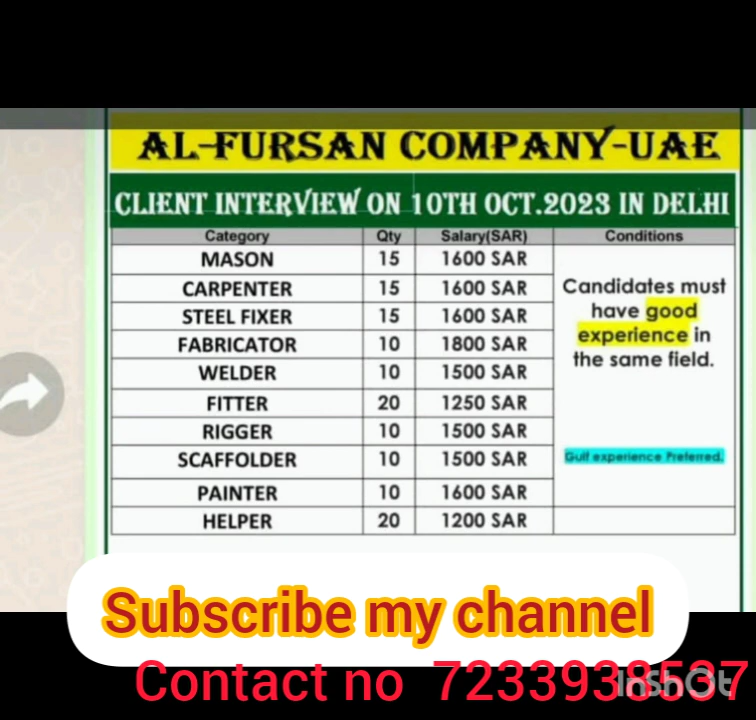 AL-FURSAN COMPANY-UAE
CLIENT INTERVIEW ON 10TH OCT.2023 IN DELHI
Category Qty Salary(SAR) Conditions
MASON 15 1600 SAR
CARPENTER 15 1600 SAR
STEEL FIXER 15 1600 SAR
FABRICATOR 10 1800 SAR
WELDER 10 1500 SAR
FITTER 20 1250 SAR
RIGGER 10 1500 SAR
SCAFFOLDER 10 1500 SAR
PAINTER 10 1600 SAR
HELPER 20 1200 SAR
Candidates must
have good
experience in
the same field.
Gulf experience Preferred.
Subscribe my channel
Contact no 7233938537
InShOt